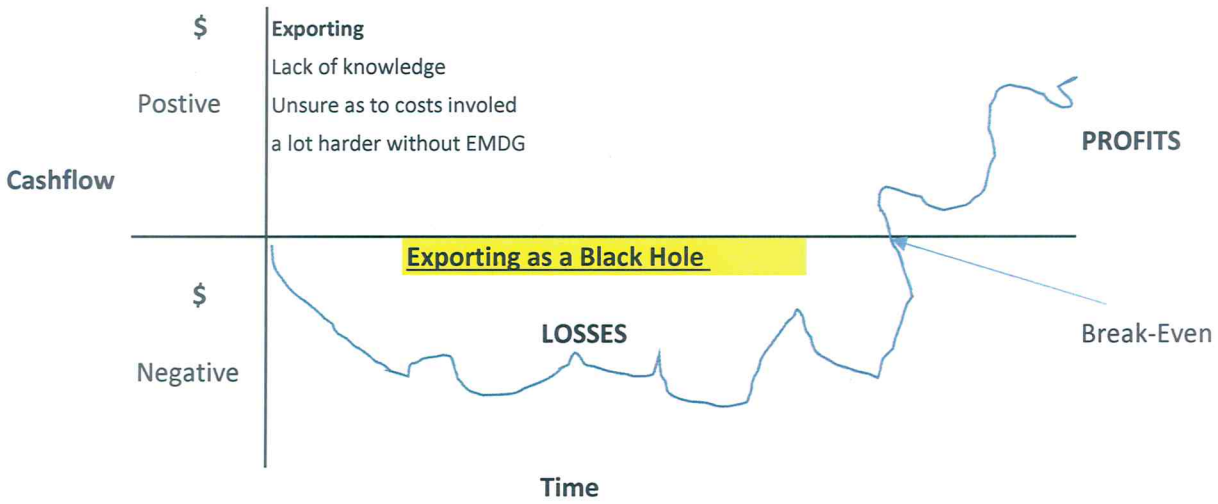 $
Exporting
Lack of knowledge
Postive
Unsure as to costs involed
a lot harder without EMDG
PROFITS
Cashflow
Exporting as a Black Hole
$
LOSSES
Break-Even
Negative
Time